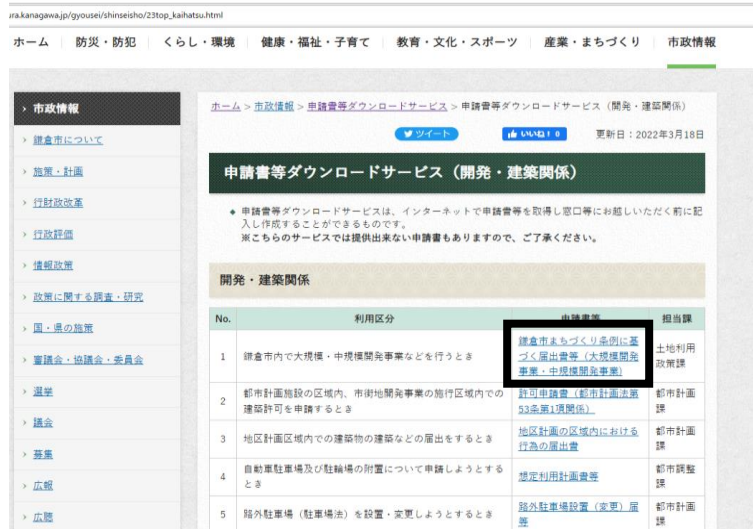 ura.kanagawa.jp/gyousei/shinseisho/23top_kaihatsu.html
ホーム 防災・防犯 くらし・環境 健康・福祉・子育て 教育・文化・スポーツ 産業・まちづくり 市政情報
市政情報
鎌倉市について
施策・計画
行財政改革
行政評価
情報政策
政策に関する調査・研究
国・県の施策
審議会・協議会・委員会
選挙
議会
募集
広報
広聴
ホーム > 市政情報 > 申請書等ダウンロードサービス > 申請書等ダウンロードサービス（開発・建築関係）
ツイート いいね！ 0 更新日：2022年3月18日
申請書等ダウンロードサービス（開発・建築関係）
申請書等ダウンロードサービスは、インターネットで申請書等を取得し窓口等にお越しいただく前に記
入し作成することができるものです。
※こちらのサービスでは提供出来ない申請書もありますので、ご了承ください。
開発・建築関係
No. 利用区分 申請書等 担当課
1 鎌倉市内で大規模・中規模開発事業などを行うとき
鎌倉市まちづくり条例に基
づく届出書等（大規模開発
事業・中規模開発事業）
土地利用
政策課
2 都市計画施設の区域内、市街地開発事業の施行区域内での
建築許可を申請するとき
許可申請書（都市計画法第
53条第1項関係）
都市計画
課
3 地区計画区域内での建築物の建築などの届出をするとき
地区計画の区域内における
行為の届出書
都市計画
課
4 自動車駐車場及び駐輪場の附置について申請しようとする
とき
想定利用計画書等
都市調整
課
5 路外駐車場（駐車場法）を設置・変更しようとするとき
路外駐車場設置（変更）届
等
都市計画
課